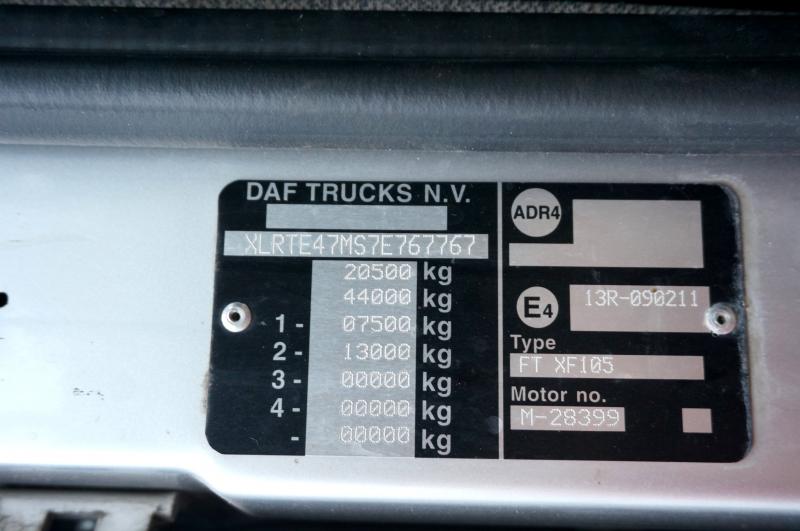 DAF TRUCKS N.V.
XLRTE47MS7E767767
20500 kg
44000 kg
1 - 07500 kg
2 - 13000 kg
3 - 00000 kg
4 - 00000 kg
- 00000 kg
ADR4
E4 13R-090211
Type
FT XF105
Motor no.
M-28399